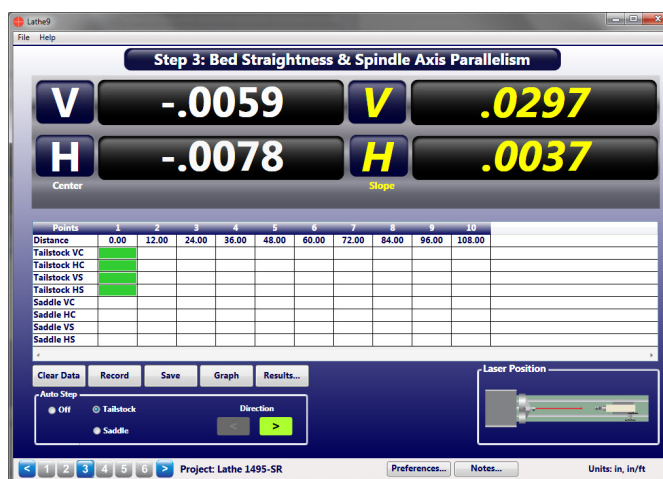 Lathe9
File Help
Step 3: Bed Straightness & Spindle Axis Parallelism
V -.0059 V .0297
H -.0078 H .0037
Center Slope
Points 1 2 3 4 5 6 7 8 9 10
Distance 0.00 12.00 24.00 36.00 48.00 60.00 72.00 84.00 96.00 108.00
Tailstock VC
Tailstock HC
Tailstock VS
Tailstock HS
Saddle VC
Saddle HC
Saddle VS
Saddle HS
Clear Data Record Save Graph Results...
Laser Position
Auto Step
Off Tailstock Direction
< >
Saddle
< 1 2 3 4 5 6 > Project: Lathe 1495-SR Preferences... Notes... Units: in, in/ft